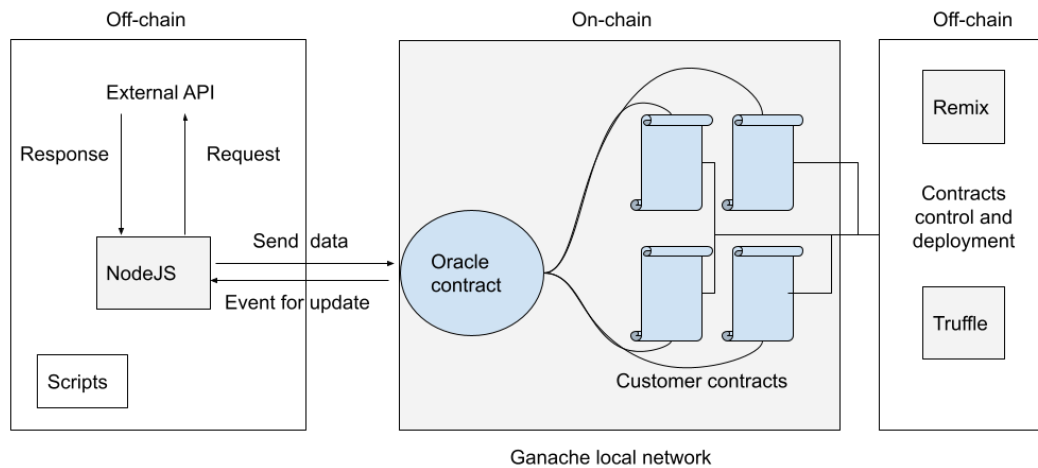 Off-chain
On-chain
Off-chain
External API
Response
Request
NodeJS
Scripts
Send data
Event for update
Oracle
contract
Customer contracts
Remix
Contracts
control and
deployment
Truffle
Ganache local network